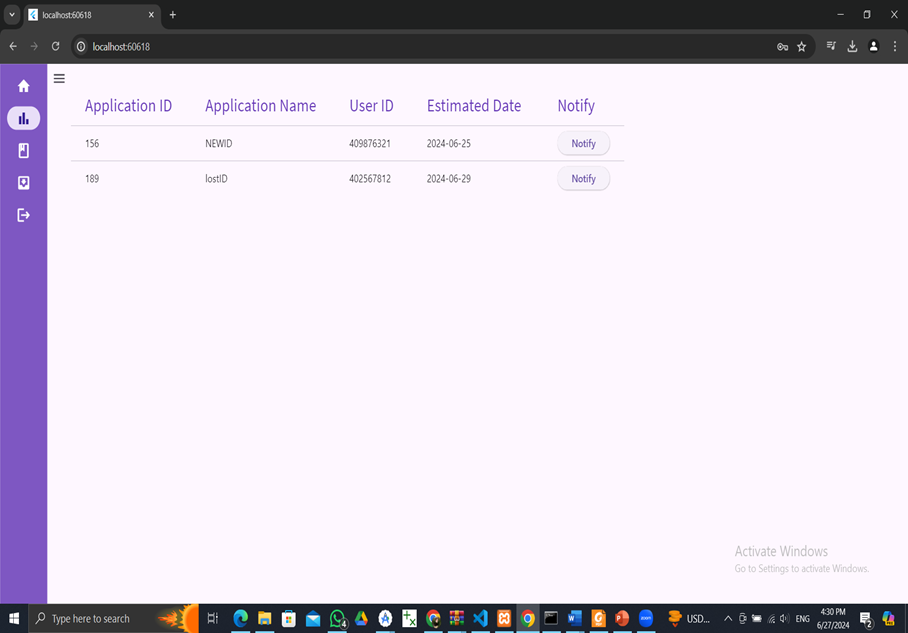 localhost:60618
localhost:60618
Application ID Application Name User ID Estimated Date Notify
156 NEWID 409876321 2024-06-25 Notify
189 lostID 402567812 2024-06-29 Notify
Activate Windows
Go to Settings to activate Windows.
Type here to search
4
USD...
ENG
4:30 PM
6/27/2024
2